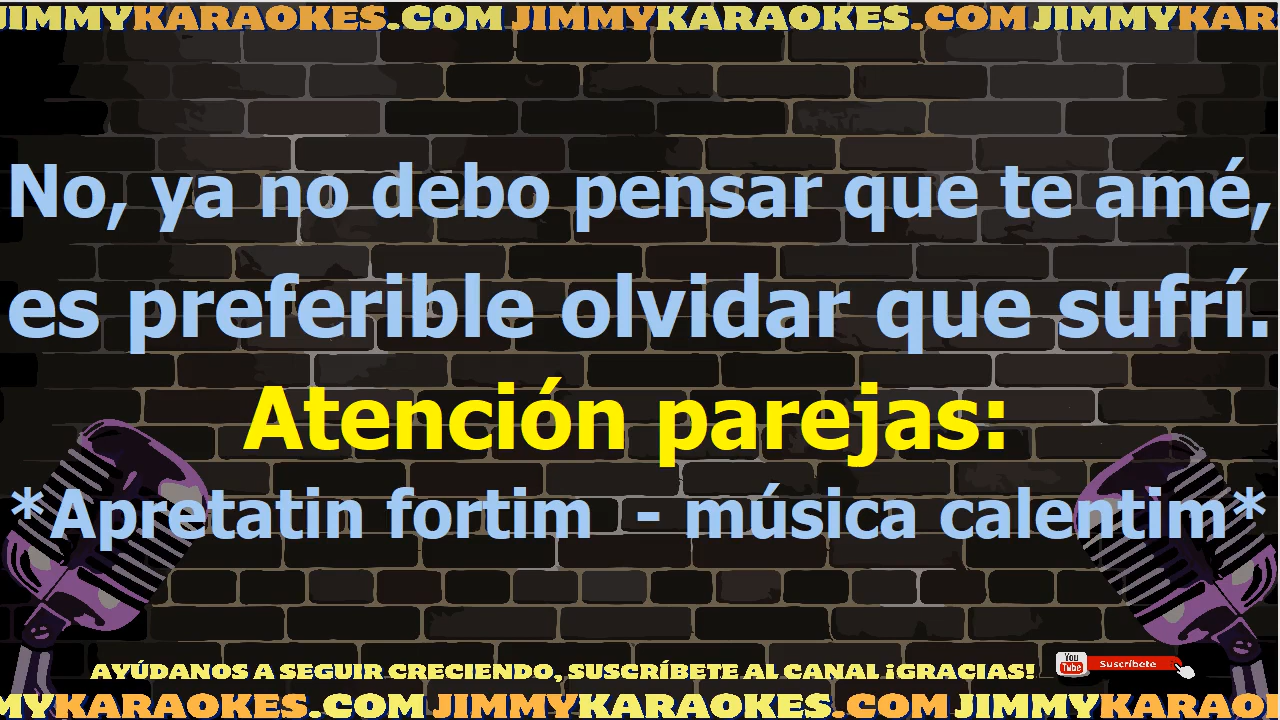 JIMMYKARAOKES.COM JIMMYKARAOKES.COM JIMMYKAR
No, ya no debo pensar que te amé,
es preferible olvidar que sufrí.
Atención parejas:
*Apretatin fortim - música calentim*
AYÚDANOS A SEGUIR CRECIENDO, SUSCRÍBETE AL CANAL ¡GRACIAS!
You Tube Suscríbete
MYKARAOKES.COM JIMMYKARAOKES.COM JIMMYKARAOK